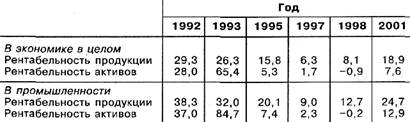 Год
1992 1993 1995 1997 1998 2001
В экономике в целом
Рентабельность продукции 29,3 26,3 15,8 6,3 8,1 18,9
Рентабельность активов 28,0 65,4 5,3 1,7 –0,9 7,6
В промышленности
Рентабельность продукции 38,3 32,0 20,1 9,0 12,7 24,7
Рентабельность активов 37,0 84,7 7,4 2,3 –0,2 12,9